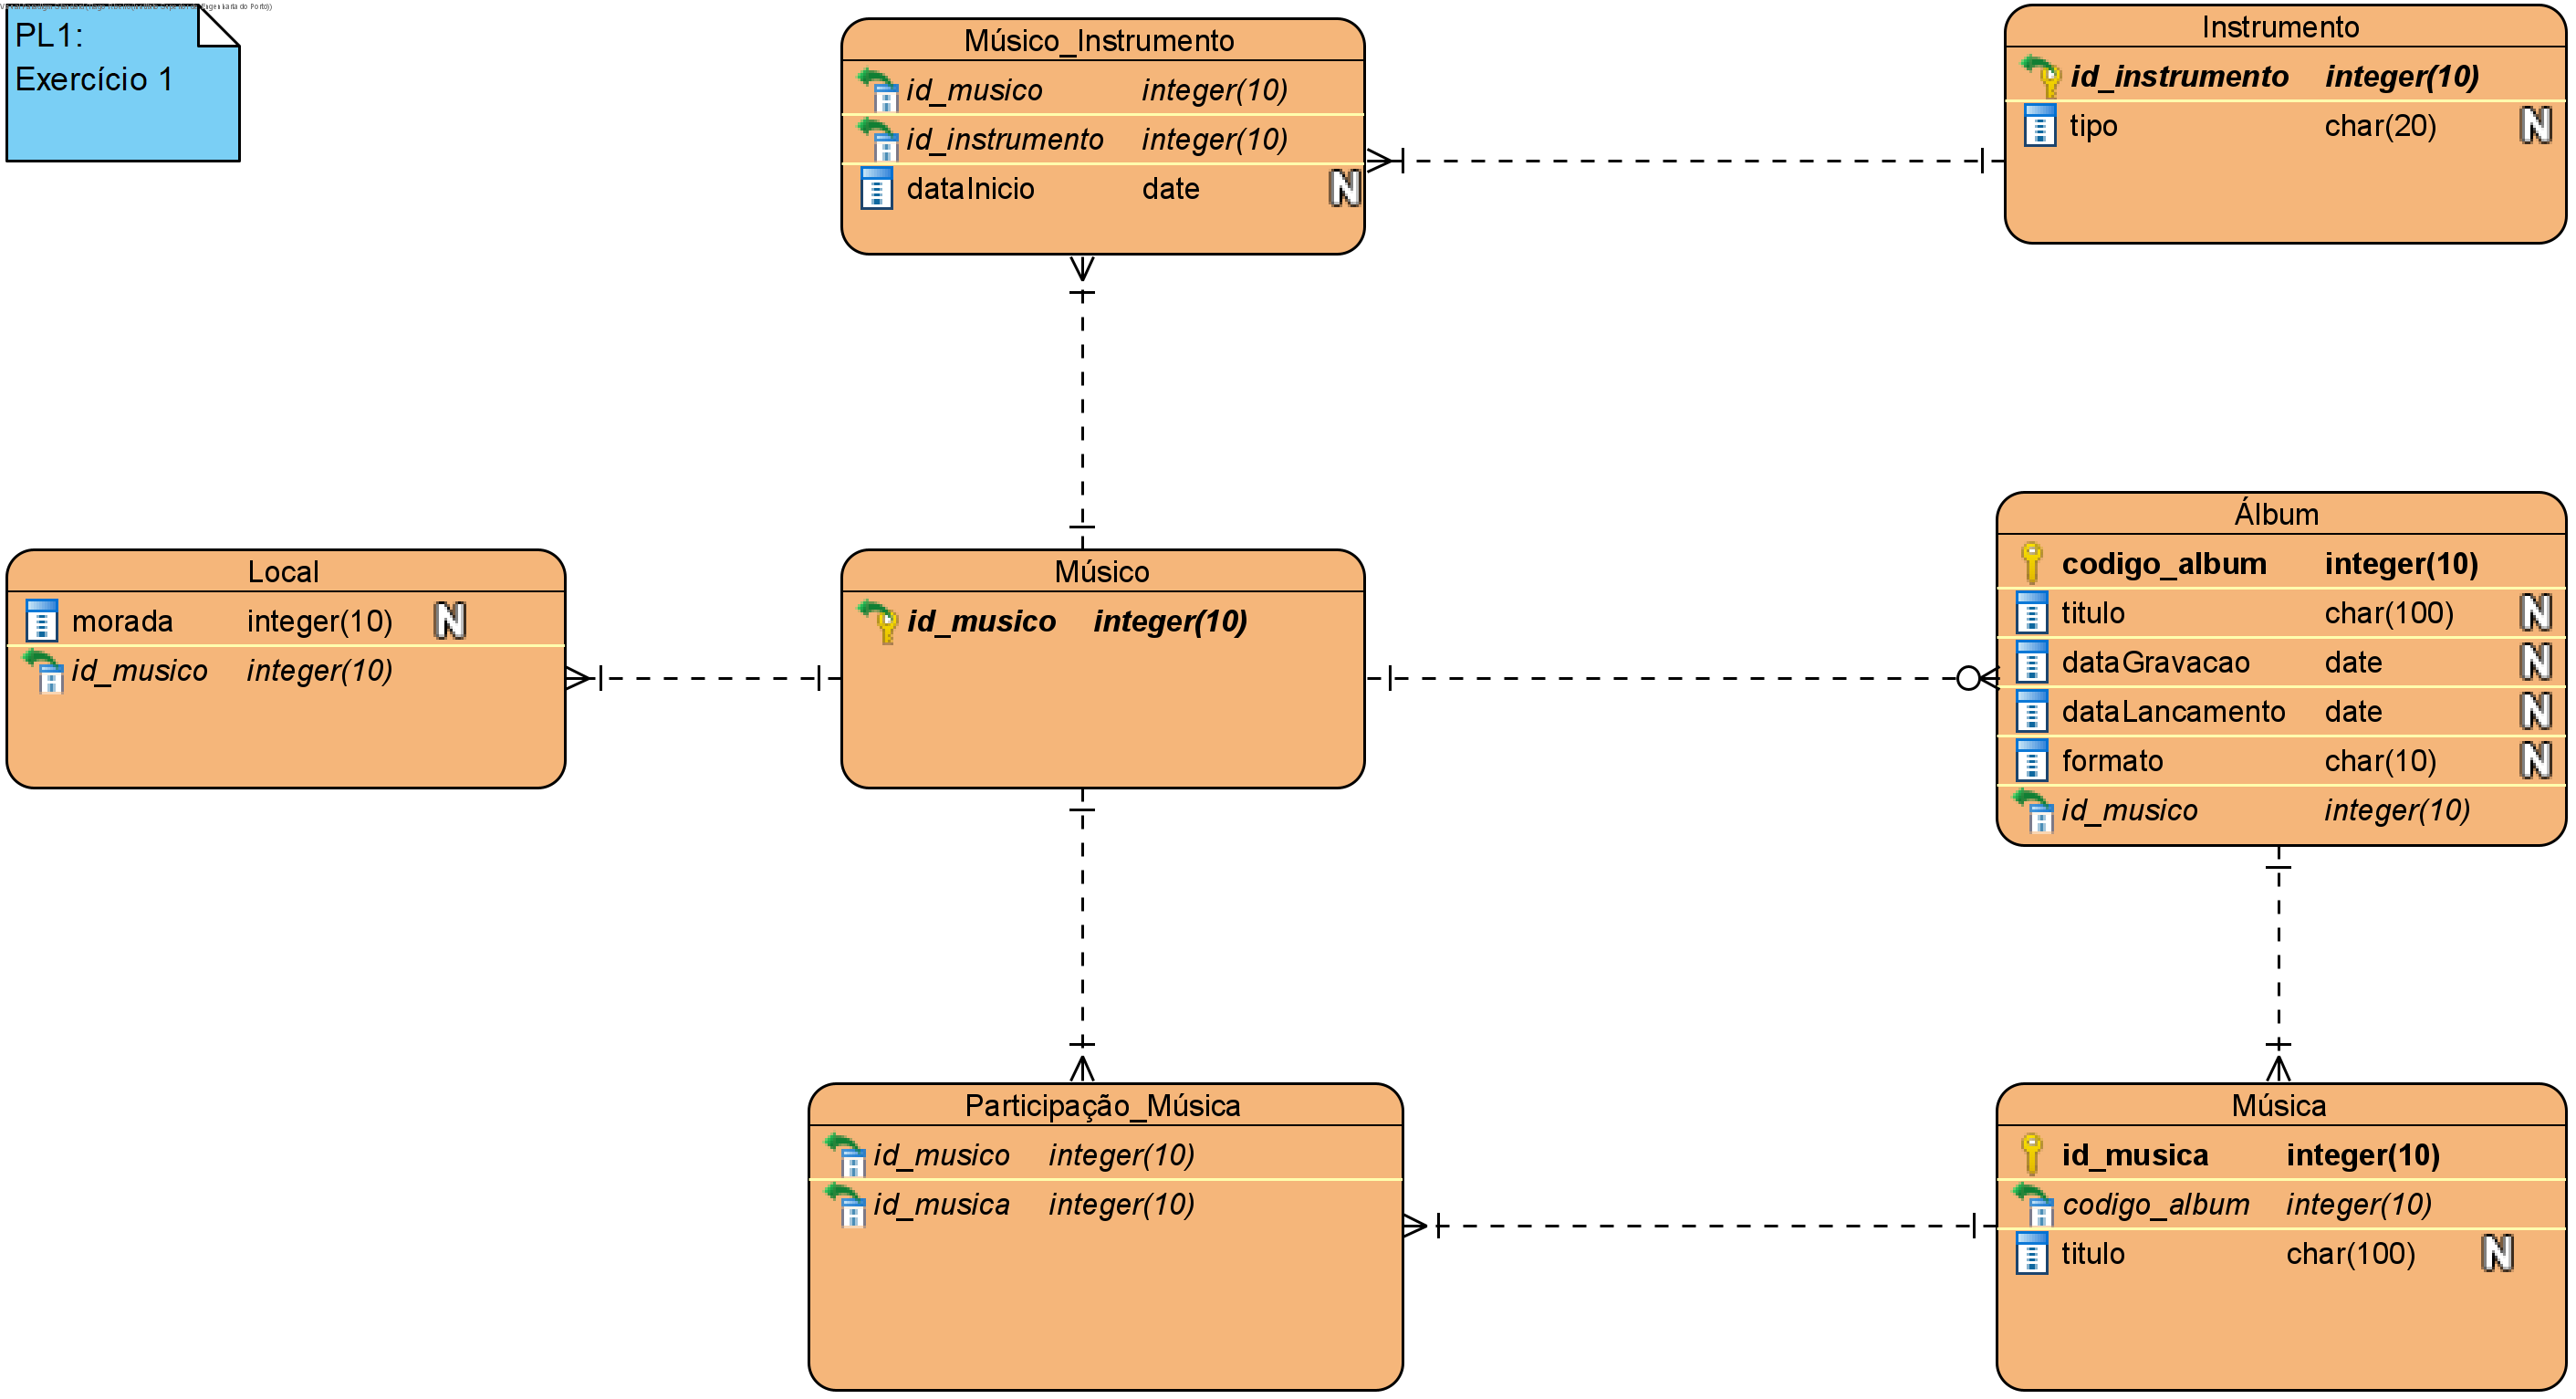 PL1:
Exercício 1
Músico_Instrumento
id_musico integer(10)
id_instrumento integer(10)
dataInicio date N
Instrumento
id_instrumento integer(10)
tipo char(20) N
Local
morada integer(10) N
id_musico integer(10)
Músico
id_musico integer(10)
Álbum
codigo_album integer(10)
titulo char(100) N
dataGravacao date N
dataLancamento date N
formato char(10) N
id_musico integer(10)
Participação_Música
id_musico integer(10)
id_musica integer(10)
Música
id_musica integer(10)
codigo_album integer(10)
titulo char(100) N